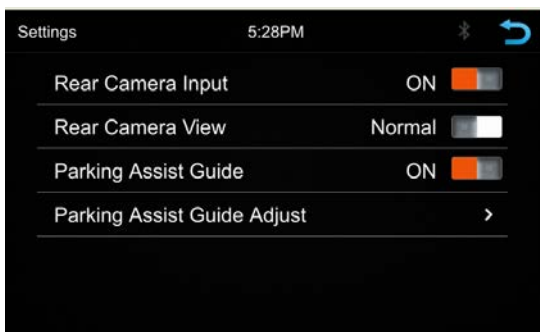 Settings 5:28PM
Rear Camera Input ON
Rear Camera View Normal
Parking Assist Guide ON
Parking Assist Guide Adjust